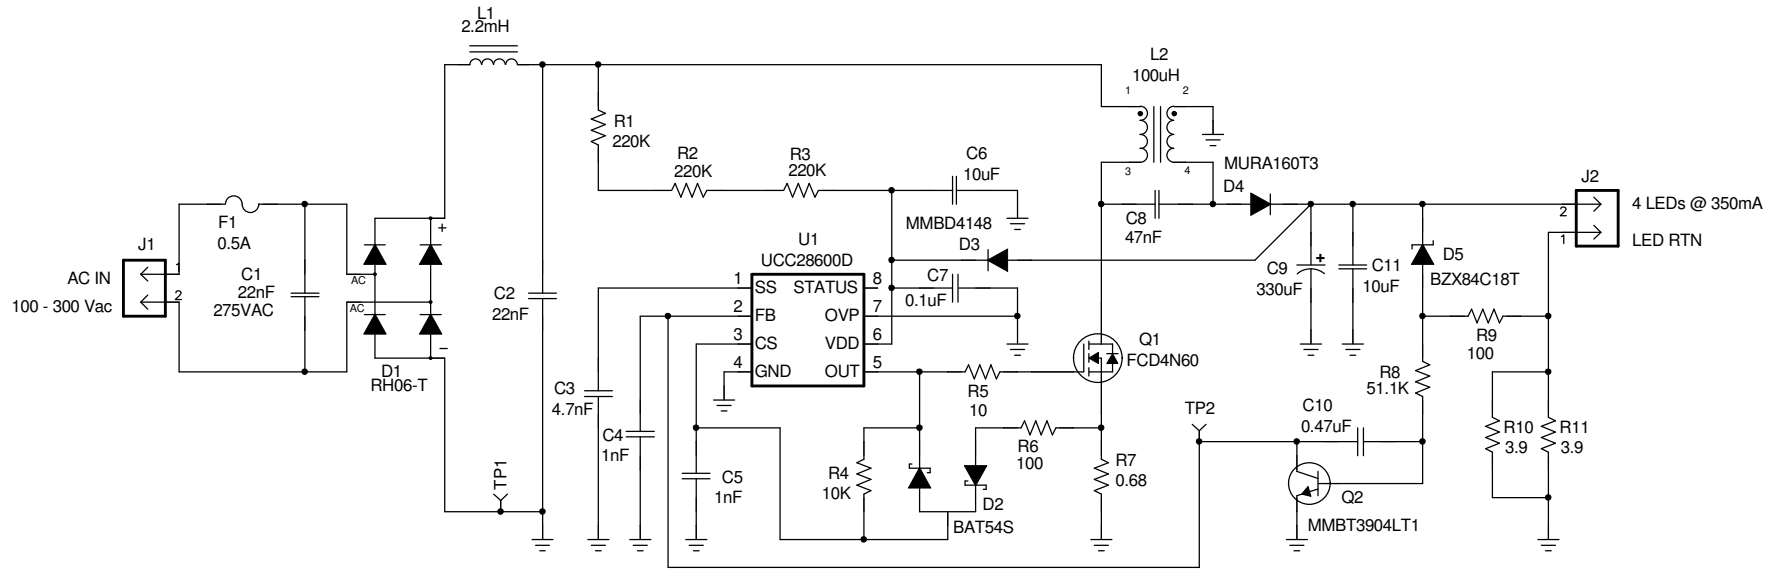 L1
2.2mH
L2
100uH
1
2
3
4
R1
220K
R2
220K
R3
220K
C6
10uF
MURA160T3
D4
J2
2
1
4 LEDs @ 350mA
LED RTN
F1
0.5A
J1
AC IN
100 - 300 Vac
1
2
C1
22nF
275VAC
AC
AC
+
−
D1
RH06-T
C2
22nF
MMBD4148
D3
C8
47nF
U1
UCC28600D
1
SS
STATUS
8
2
FB
OVP
7
3
CS
VDD
6
4
GND
OUT
5
C7
0.1uF
C9
330uF
+
C11
10uF
D5
BZX84C18T
Q1
FCD4N60
R9
100
R8
51.1K
C3
4.7nF
C4
1nF
C5
1nF
R5
10
R6
100
R4
10K
D2
BAT54S
R7
0.68
TP1
TP2
C10
0.47uF
Q2
MMBT3904LT1
R10
3.9
R11
3.9